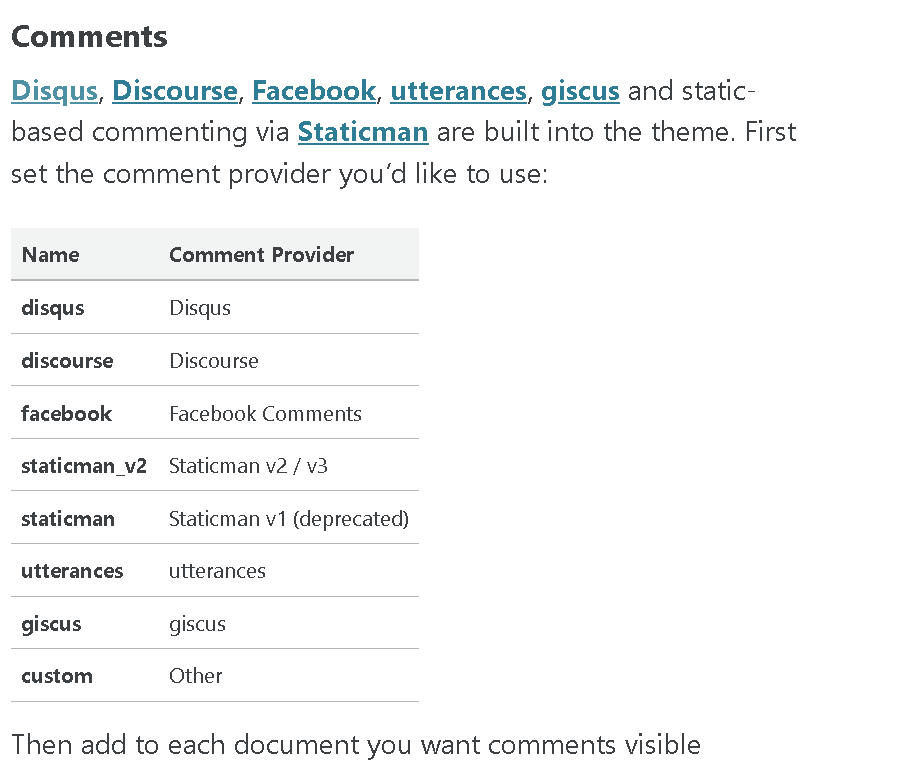 Comments
Disqus, Discourse, Facebook, utterances, giscus and static-
based commenting via Staticman are built into the theme. First
set the comment provider you’d like to use:
Name Comment Provider
disqus Disqus
discourse Discourse
facebook Facebook Comments
staticman_v2 Staticman v2 / v3
staticman Staticman v1 (deprecated)
utterances utterances
giscus giscus
custom Other
Then add to each document you want comments visible